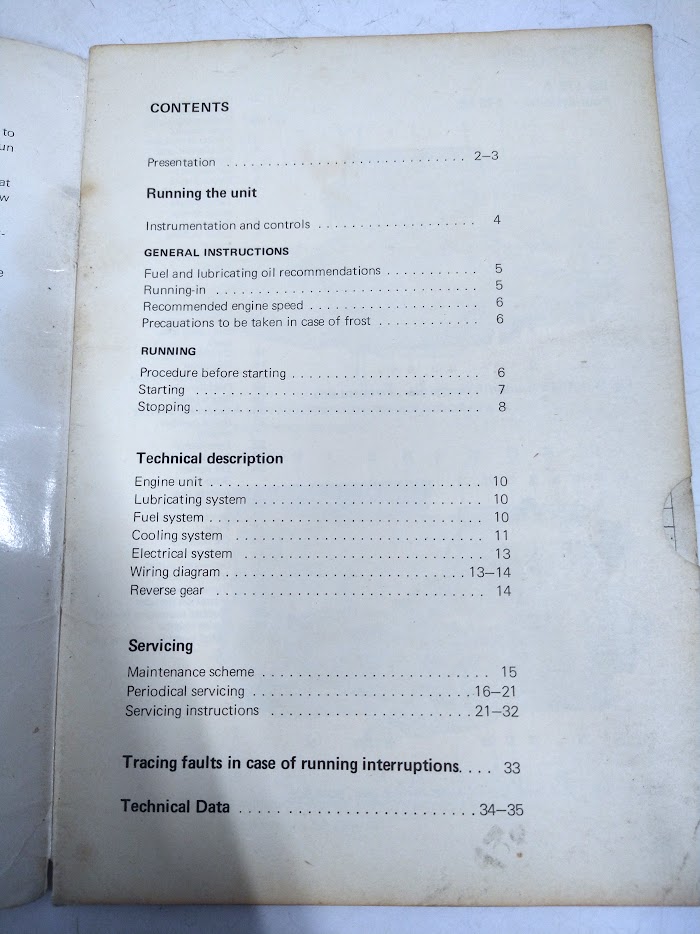 to
un
at
w
CONTENTS
Presentation . . . . . . . . . . . . . . . . . . . . . . . . . . . . 2–3
Running the unit
Instrumentation and controls . . . . . . . . . . . . . . . . . . . 4
GENERAL INSTRUCTIONS
Fuel and lubricating oil recommendations . . . . . . . . . . . 5
Running-in . . . . . . . . . . . . . . . . . . . . . . . . . . . . . . 5
Recommended engine speed . . . . . . . . . . . . . . . . . . . . 6
Precauations to be taken in case of frost . . . . . . . . . . . . 6
RUNNING
Procedure before starting . . . . . . . . . . . . . . . . . . . . . . 6
Starting . . . . . . . . . . . . . . . . . . . . . . . . . . . . . . . . 7
Stopping . . . . . . . . . . . . . . . . . . . . . . . . . . . . . . . . 8
Technical description
Engine unit . . . . . . . . . . . . . . . . . . . . . . . . . . . . . . 10
Lubricating system . . . . . . . . . . . . . . . . . . . . . . . . . 10
Fuel system . . . . . . . . . . . . . . . . . . . . . . . . . . . . . . 10
Cooling system . . . . . . . . . . . . . . . . . . . . . . . . . . . 11
Electrical system . . . . . . . . . . . . . . . . . . . . . . . . . . 13
Wiring diagram . . . . . . . . . . . . . . . . . . . . . . . . . 13–14
Reverse gear . . . . . . . . . . . . . . . . . . . . . . . . . . . . . 14
Servicing
Maintenance scheme . . . . . . . . . . . . . . . . . . . . . . . . . 15
Periodical servicing . . . . . . . . . . . . . . . . . . . . . . . 16–21
Servicing instructions . . . . . . . . . . . . . . . . . . . . . 21–32
Tracing faults in case of running interruptions. . . . 33
Technical Data . . . . . . . . . . . . . . . . . . . . . . . . . 34–35